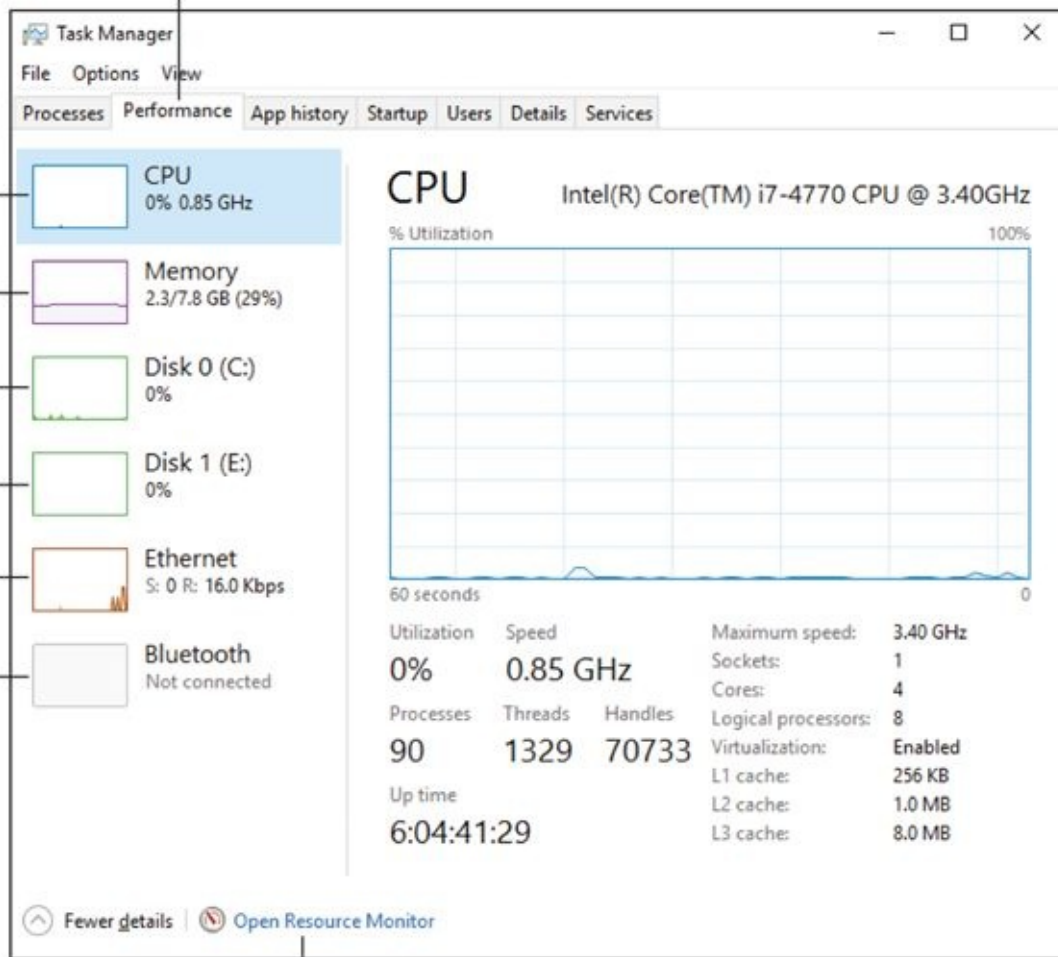 Task Manager
File Options View
Processes Performance App history Startup Users Details Services
CPU
0% 0.85 GHz
Memory
2.3/7.8 GB (29%)
Disk 0 (C:)
0%
Disk 1 (E:)
0%
Ethernet
S: 0 R: 16.0 Kbps
Bluetooth
Not connected
CPU Intel(R) Core(TM) i7-4770 CPU @ 3.40GHz
% Utilization 100%
60 seconds 0
Utilization Speed
0% 0.85 GHz
Processes Threads Handles
90 1329 70733
Up time
6:04:41:29
Maximum speed: 3.40 GHz
Sockets: 1
Cores: 4
Logical processors: 8
Virtualization: Enabled
L1 cache: 256 KB
L2 cache: 1.0 MB
L3 cache: 8.0 MB
Fewer details Open Resource Monitor